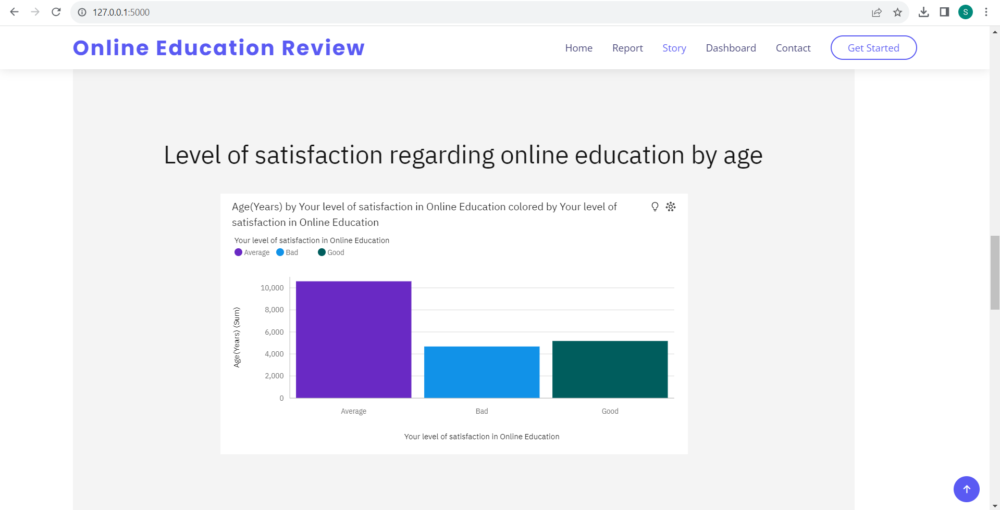 127.0.0.1:5000
S
Online Education Review
Home Report Story Dashboard Contact Get Started
Level of satisfaction regarding online education by age
Age(Years) by Your level of satisfaction in Online Education colored by Your level of
satisfaction in Online Education
Your level of satisfaction in Online Education
Average Bad Good
Age(Years) (Sum)
10,000
8,000
6,000
4,000
2,000
0
Average Bad Good
Your level of satisfaction in Online Education